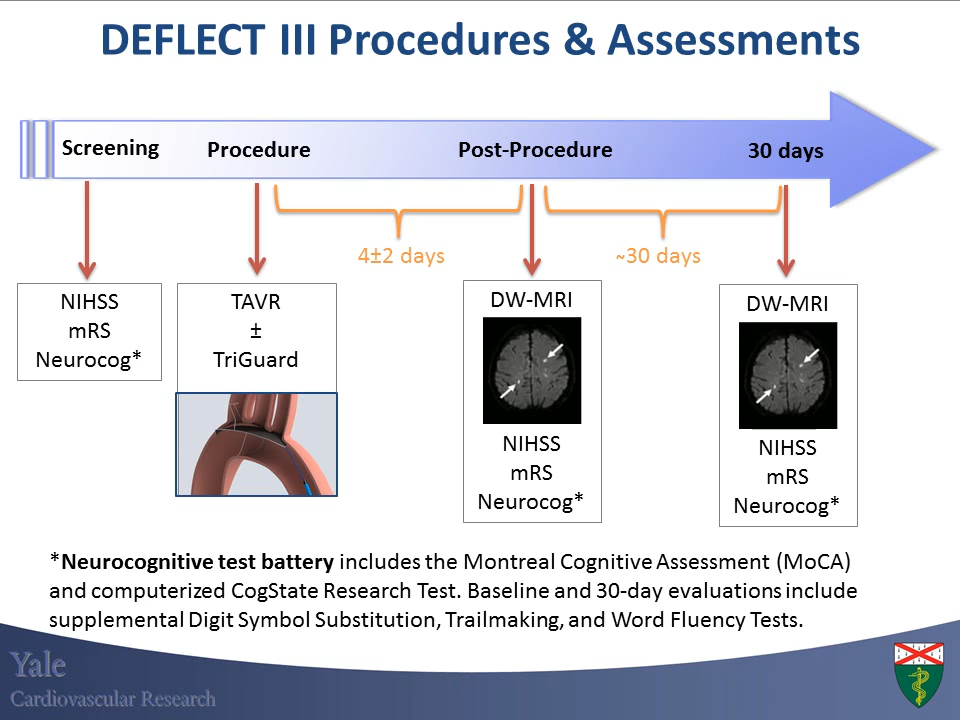 DEFLECT III Procedures & Assessments
Screening
Procedure
Post-Procedure
30 days
4±2 days
~30 days
NIHSS
mRS
Neurocog*
TAVR
±
TriGuard
DW-MRI
NIHSS
mRS
Neurocog*
DW-MRI
NIHSS
mRS
Neurocog*
*Neurocognitive test battery includes the Montreal Cognitive Assessment (MoCA)
and computerized CogState Research Test. Baseline and 30-day evaluations include
supplemental Digit Symbol Substitution, Trailmaking, and Word Fluency Tests.
Yale
Cardiovascular Research